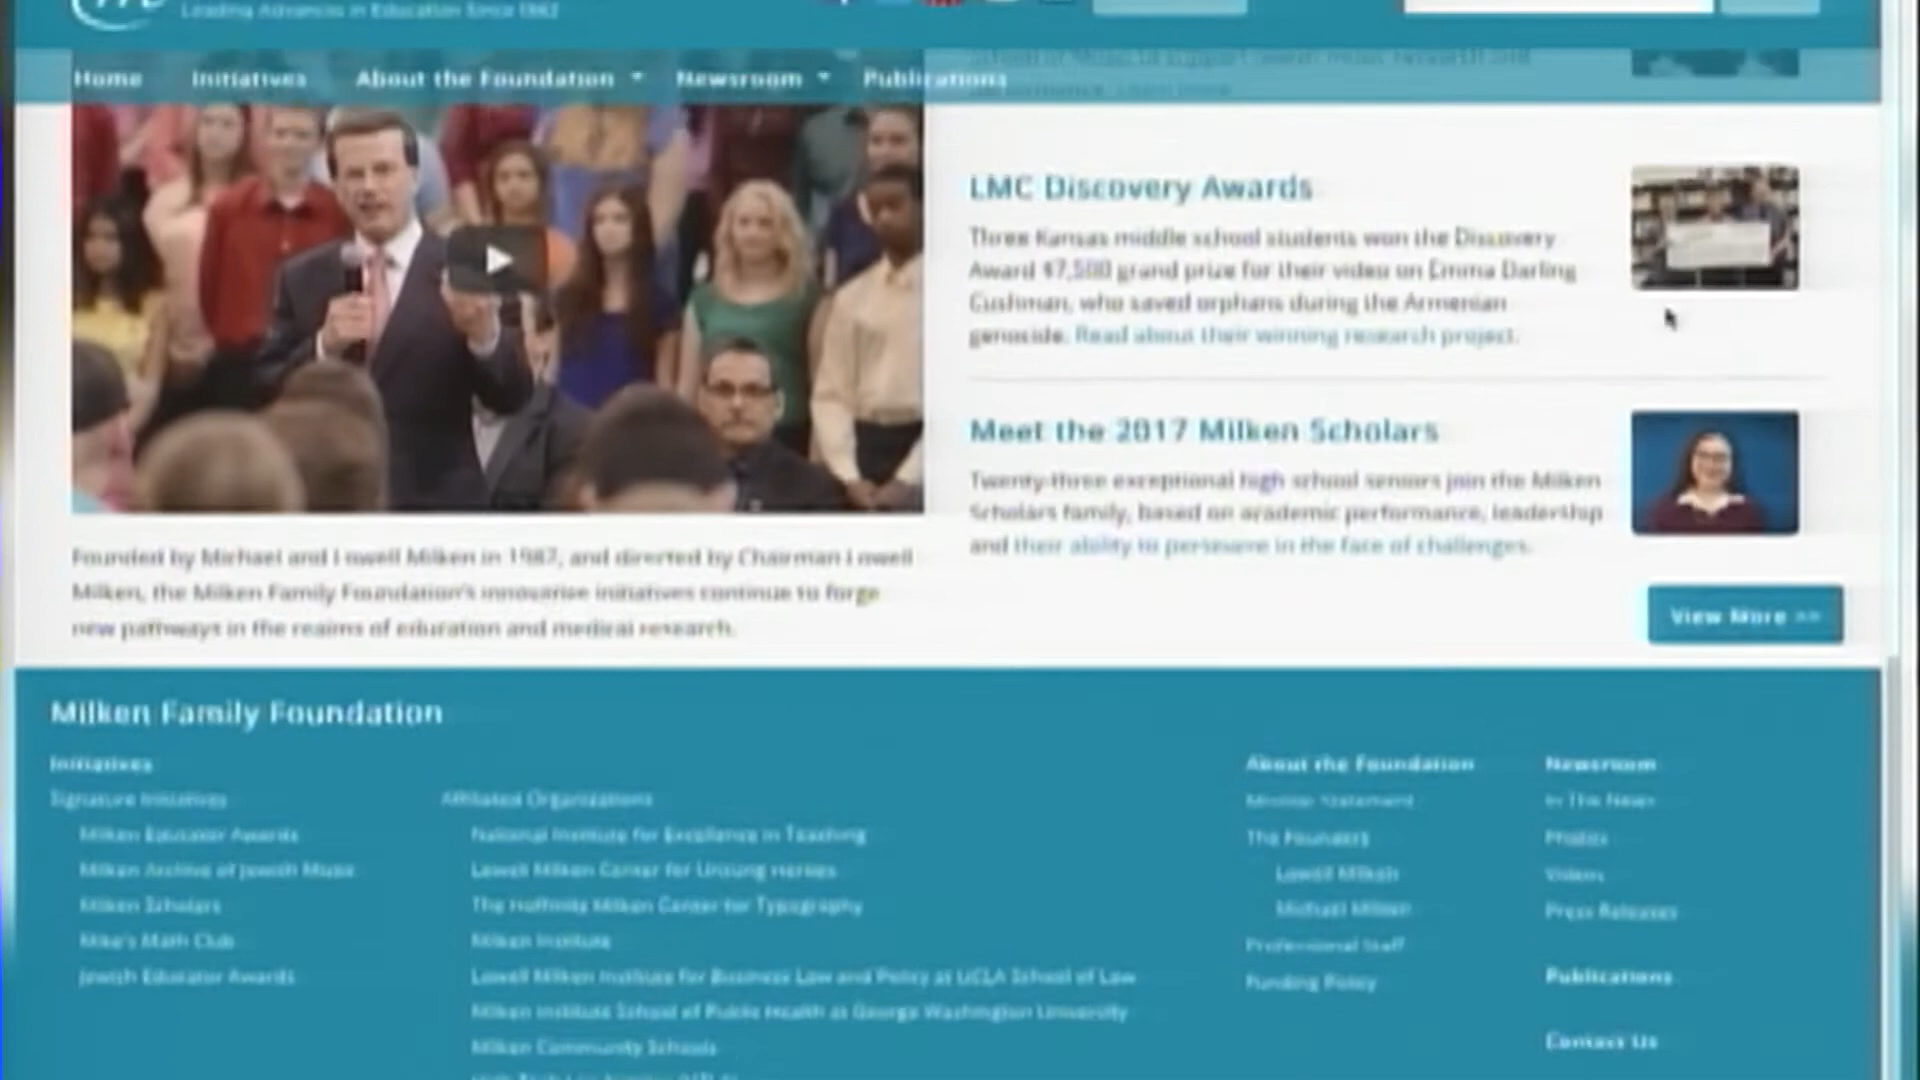 Leading Advances in Education Since 1982
Home Initiatives About the Foundation Newsroom Publications
LMC Discovery Awards
Three Kansas middle school students won the Discovery
Award $7,500 grand prize for their video on Emma Darling
Cushman, who saved orphans during the Armenian
genocide. Read about their winning research project.
Meet the 2017 Milken Scholars
Twenty-three exceptional high school seniors join the Milken
Scholars family, based on academic performance, leadership
and their ability to persevere in the face of challenges.
View More >>
Founded by Michael and Lowell Milken in 1982, and directed by Chairman Lowell
Milken, the Milken Family Foundation's innovative initiatives continue to forge
new pathways in the realms of education and medical research.
Milken Family Foundation
Initiatives
Signature Initiatives
Milken Educator Awards
Milken Archive of Jewish Music
Milken Scholars
Mike's Math Club
Jewish Educator Awards
Affiliated Organizations
National Institute for Excellence in Teaching
Lowell Milken Center for Unsung Heroes
The Hoffmitz Milken Center for Typography
Milken Institute
Lowell Milken Institute for Business Law and Policy at UCLA School of Law
Milken Institute School of Public Health at George Washington University
Milken Community Schools
About the Foundation
Mission Statement
The Founders
Lowell Milken
Michael Milken
Professional Staff
Funding Policy
Newsroom
In The News
Photos
Videos
Press Releases
Publications
Contact Us